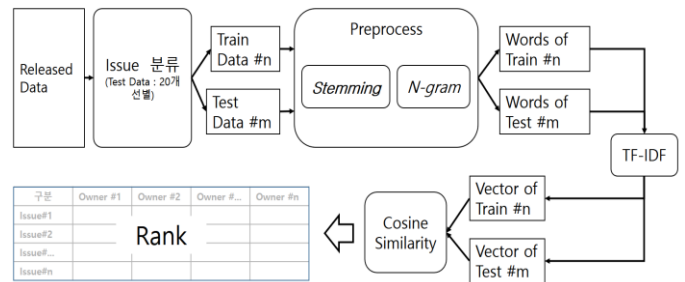 Released
Data
Issue 분류
(Test Data : 20개
선별)
Train
Data #n
Test
Data #m
Preprocess
Stemming
N-gram
Words of
Train #n
Words of
Test #m
TF-IDF
Vector of
Train #n
Vector of
Test #m
Cosine
Similarity
구분 Owner #1 Owner #2 Owner #... Owner #n
Issue#1
Issue#2
Issue#...
Issue#n
Rank